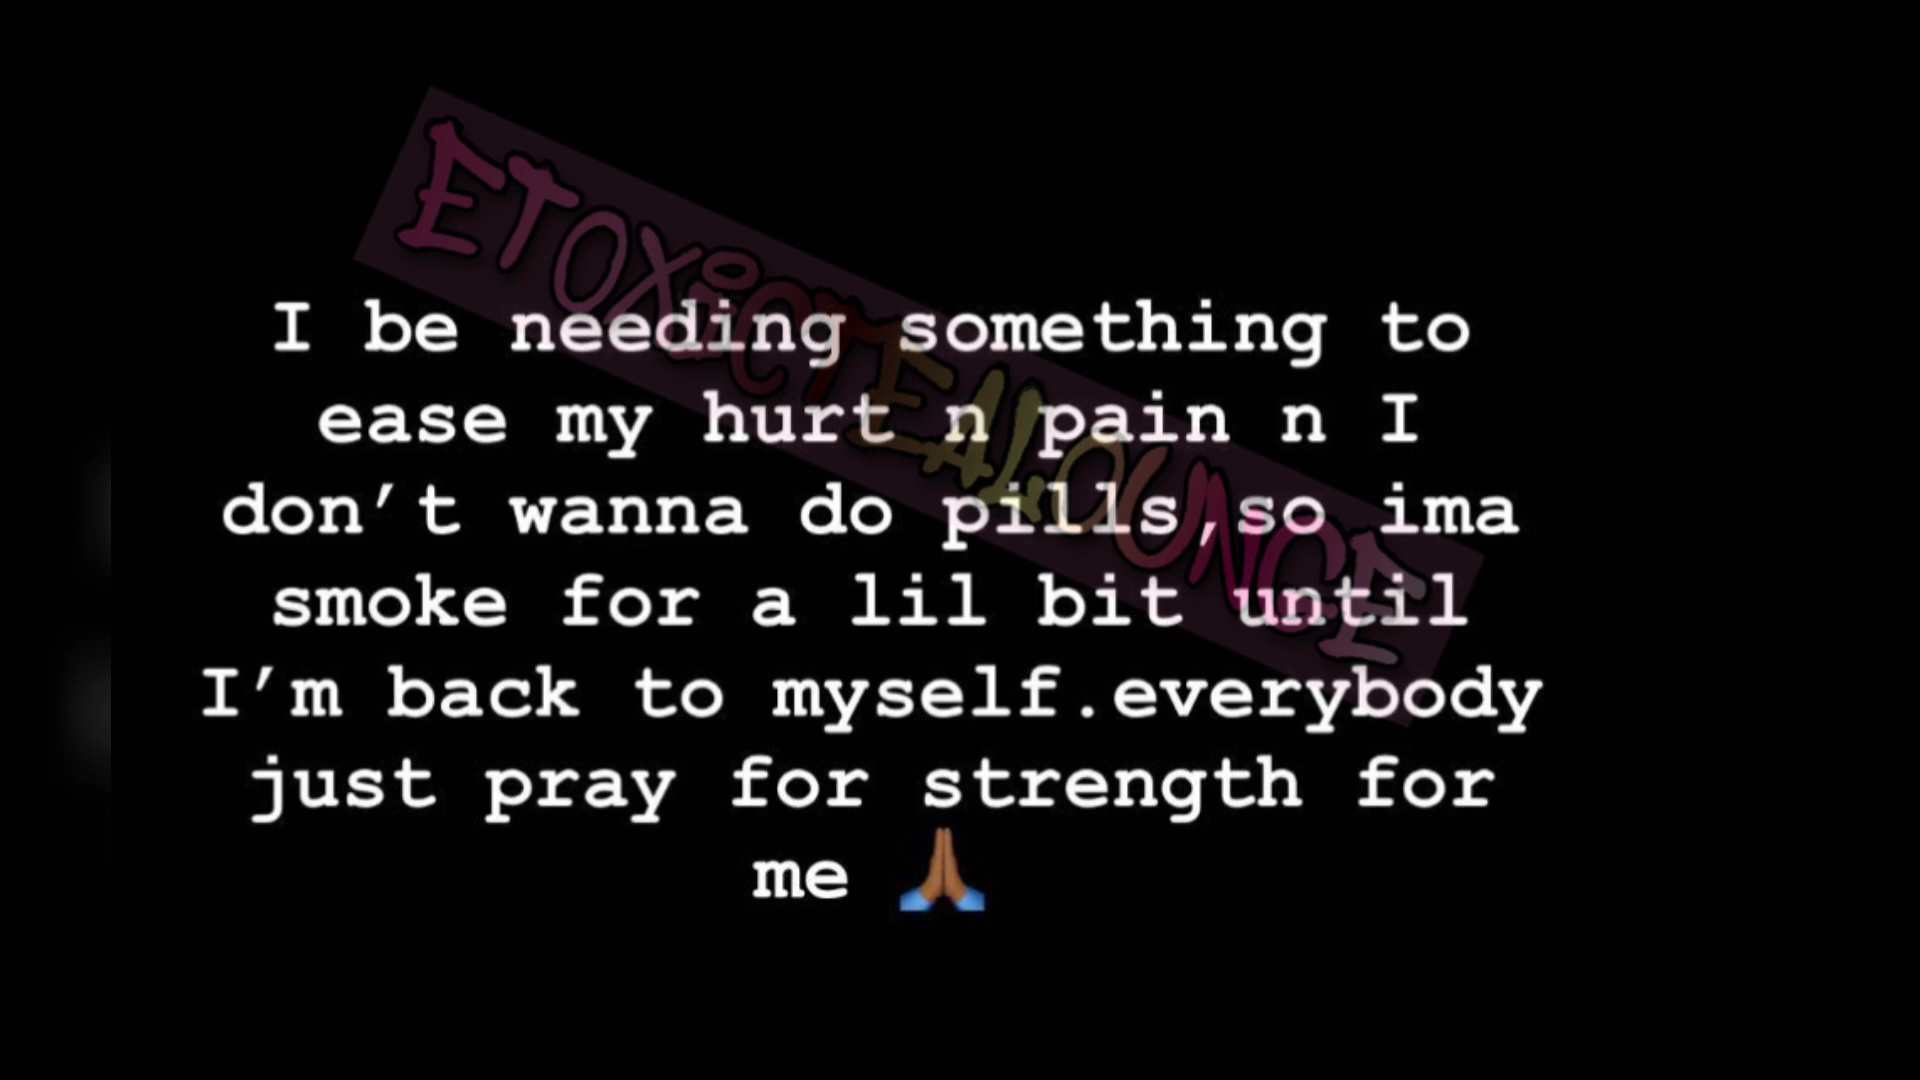 ETOXICTEALOUNGE
I be needing something to
ease my hurt n pain n I
don’t wanna do pills,so ima
smoke for a lil bit until
I’m back to myself.everybody
just pray for strength for
me 🙏🏾